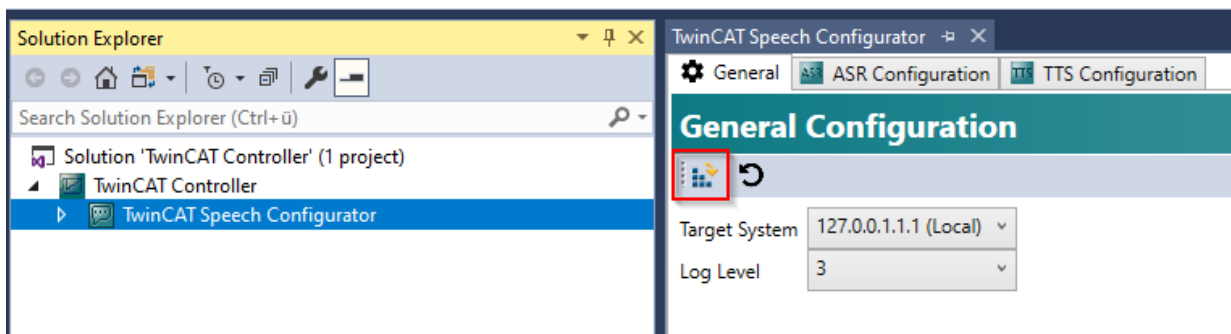 Solution Explorer
Search Solution Explorer (Ctrl+ü)
Solution 'TwinCAT Controller' (1 project)
TwinCAT Controller
TwinCAT Speech Configurator
TwinCAT Speech Configurator
General
ASR
ASR Configuration
TTS
TTS Configuration
General Configuration
Target System
127.0.0.1.1.1 (Local)
Log Level
3